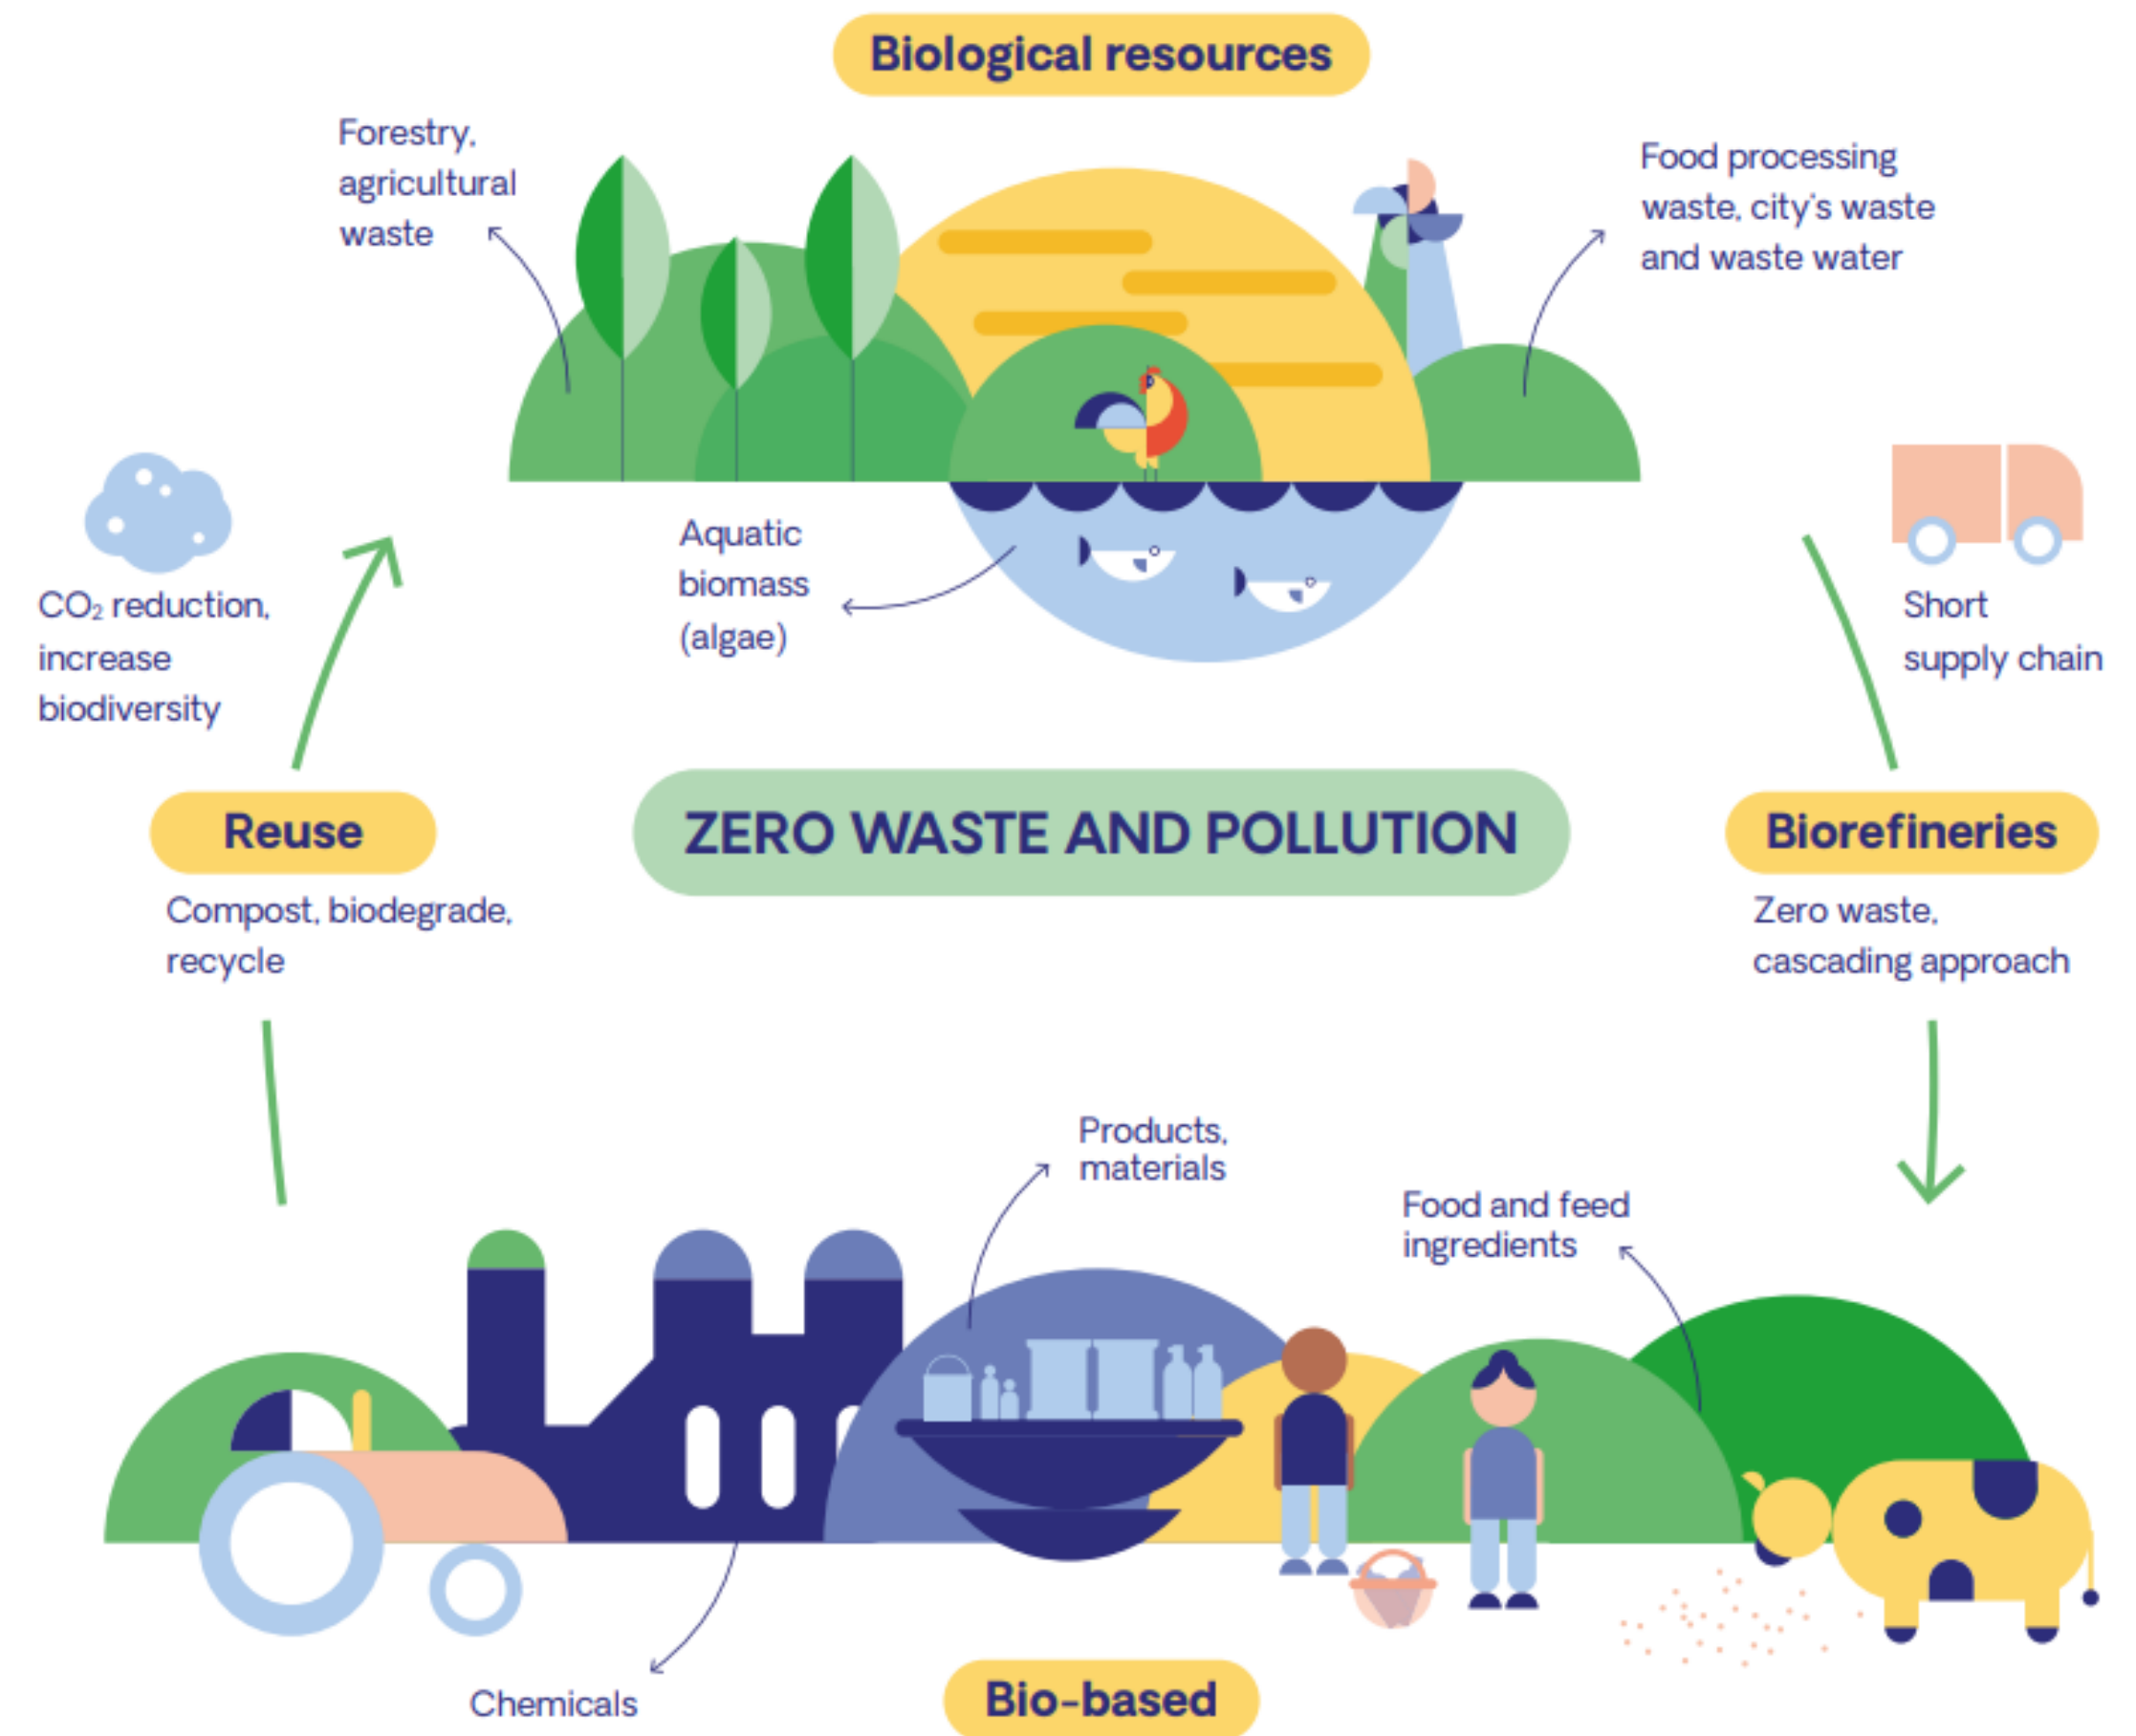 Biological resources
Forestry,
agricultural
waste
Food processing
waste, city's waste
and waste water
Aquatic
biomass
(algae)
CO₂ reduction,
increase
biodiversity
Short
supply chain
Reuse
Compost, biodegrade,
recycle
ZERO WASTE AND POLLUTION
Biorefineries
Zero waste,
cascading approach
Products,
materials
Food and feed
ingredients
Chemicals
Bio-based